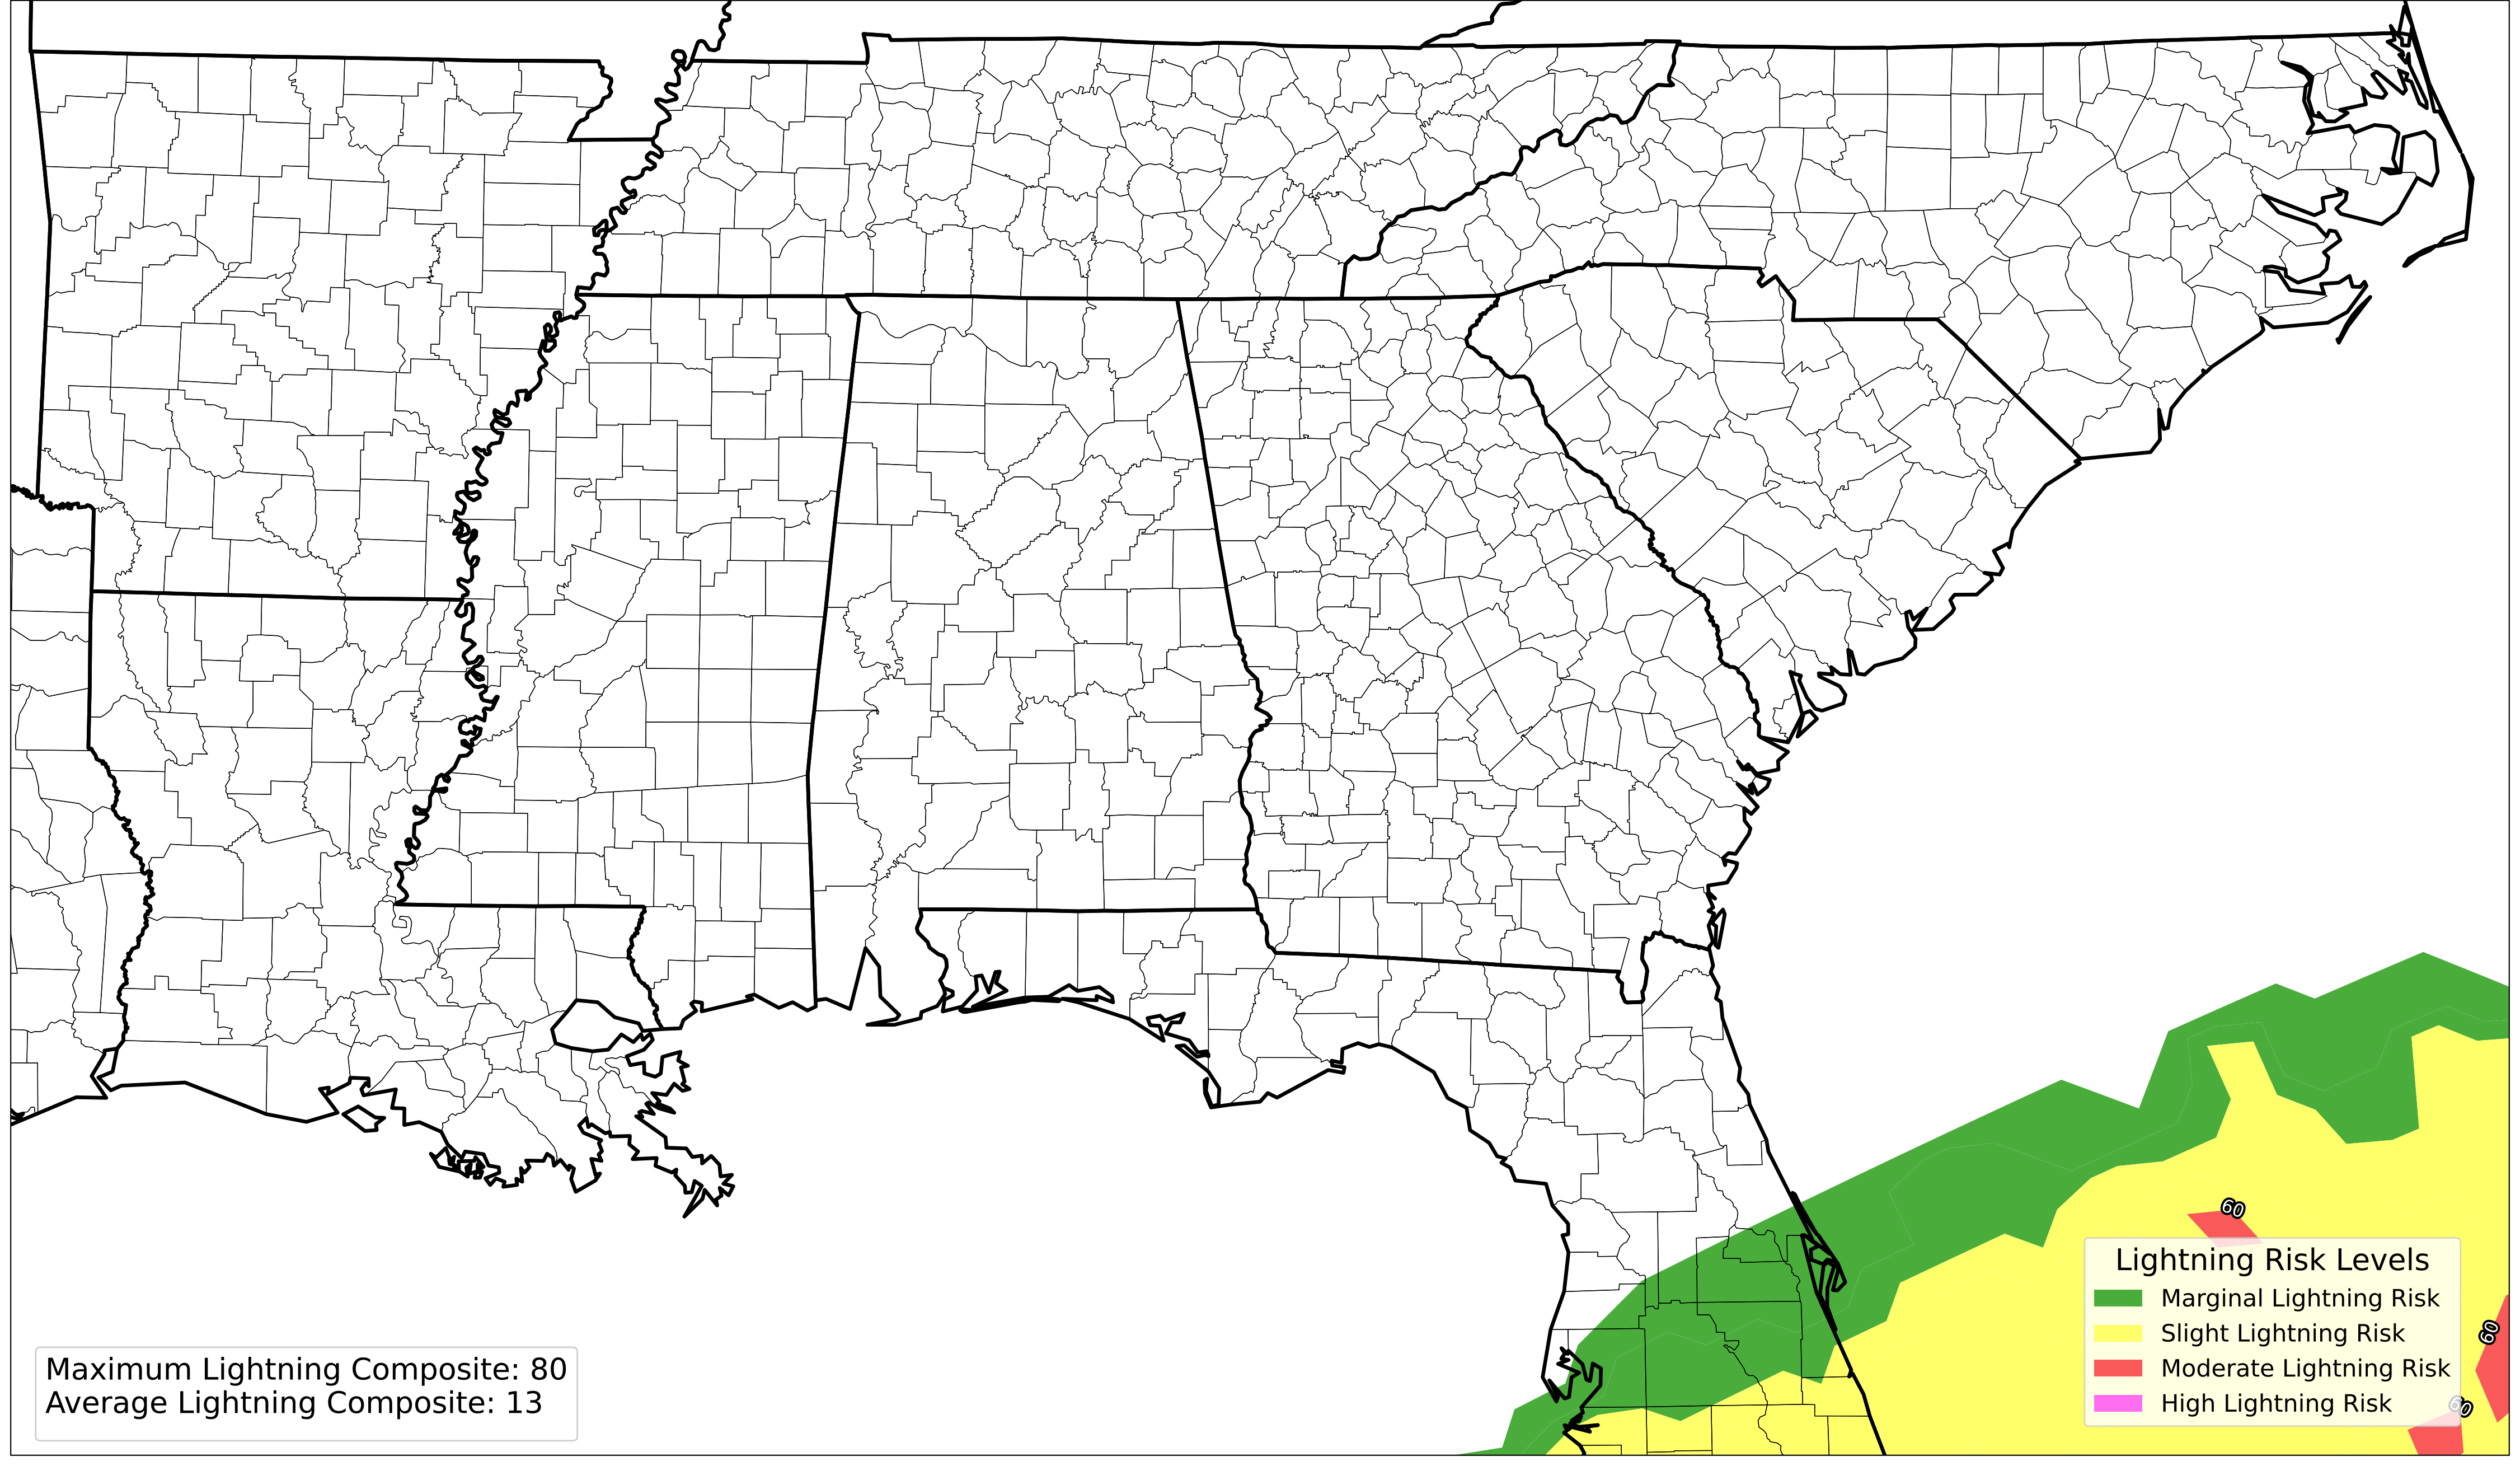 60
Lightning Risk Levels
Marginal Lightning Risk
Slight Lightning Risk
Moderate Lightning Risk
High Lightning Risk
60
60
Maximum Lightning Composite: 80
Average Lightning Composite: 13